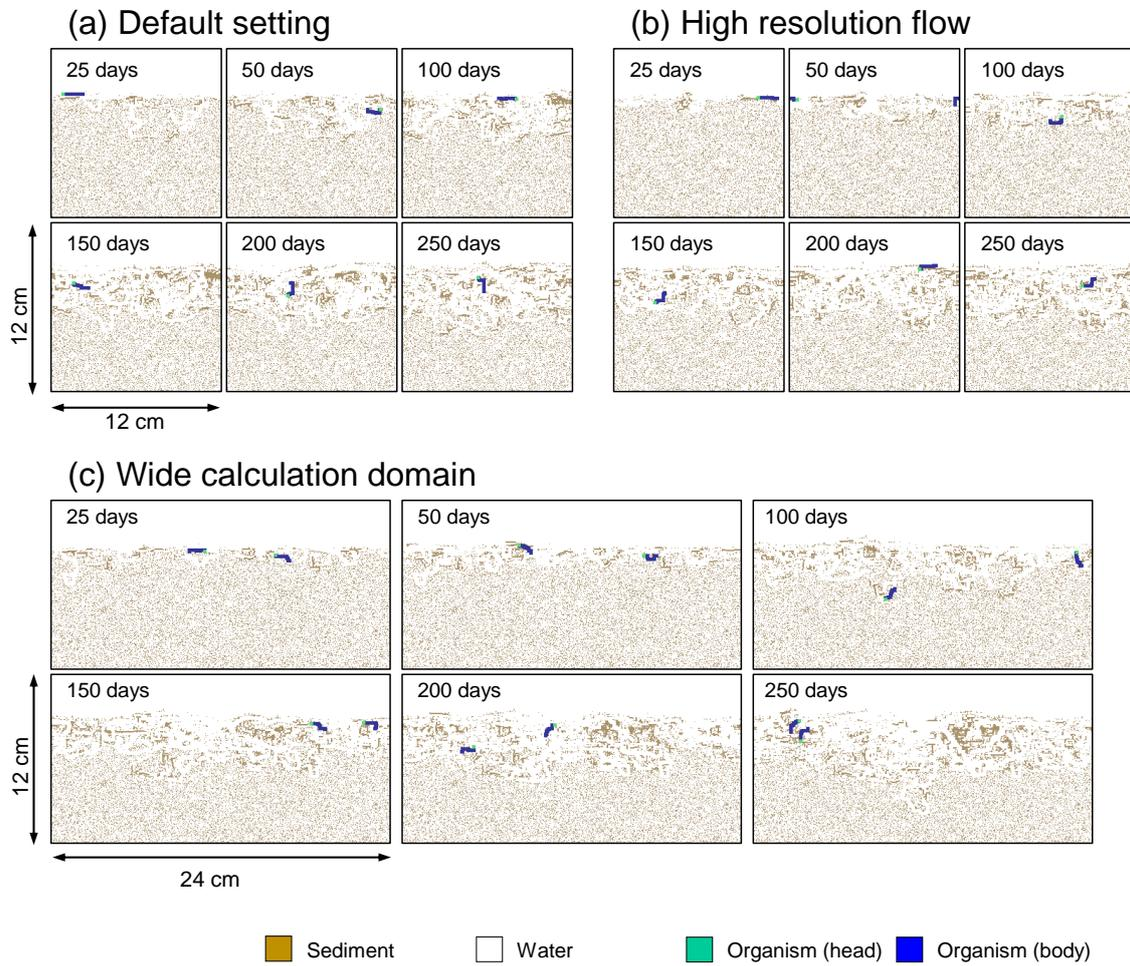 (a) Default setting
(b) High resolution flow
25 days
50 days
100 days
25 days
50 days
100 days
150 days
200 days
250 days
150 days
200 days
250 days
12 cm
12 cm
(c) Wide calculation domain
25 days
50 days
100 days
150 days
200 days
250 days
12 cm
24 cm
Sediment
Water
Organism (head)
Organism (body)